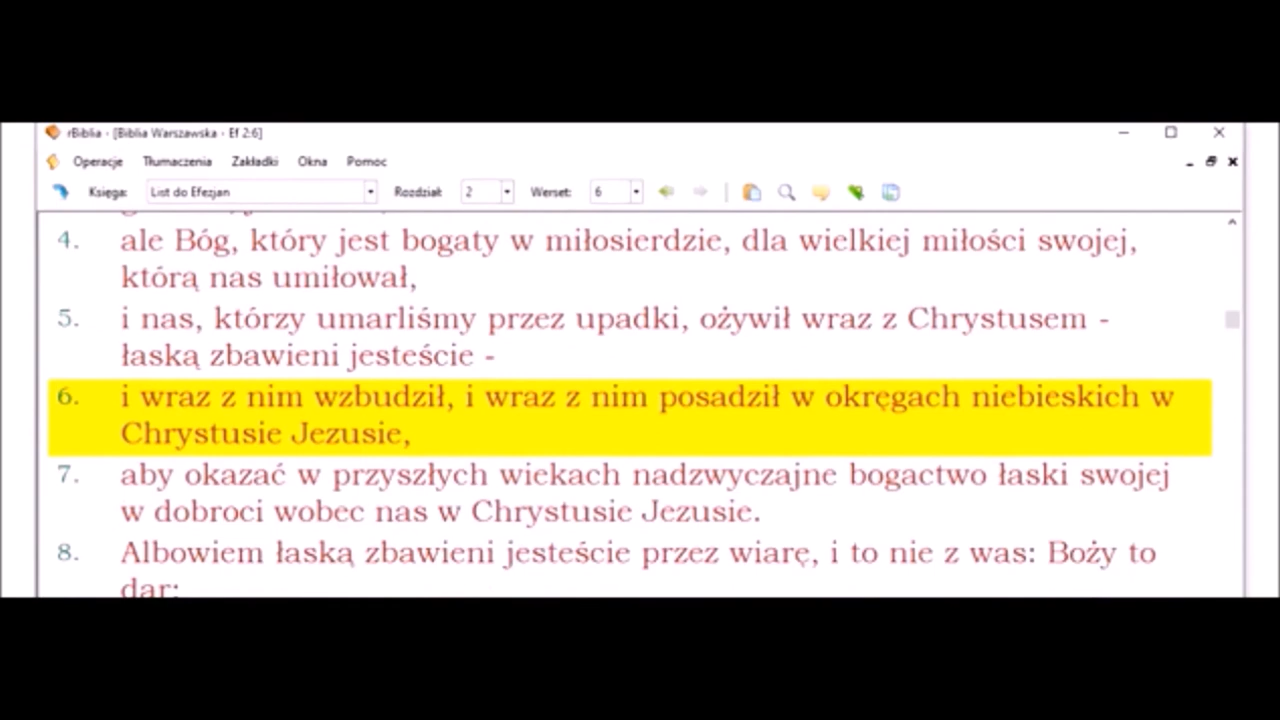 rBiblia - [Biblia Warszawska - Ef 2:6]
Operacje Tłumaczenia Zakładki Okna Pomoc
Księga: List do Efezjan Rozdział: 2 Werset: 6
4. ale Bóg, który jest bogaty w miłosierdzie, dla wielkiej miłości swojej,
którą nas umiłował,
5. i nas, którzy umarliśmy przez upadki, ożywił wraz z Chrystusem -
łaską zbawieni jesteście -
6. i wraz z nim wzbudził, i wraz z nim posadził w okręgach niebieskich w
Chrystusie Jezusie,
7. aby okazać w przyszłych wiekach nadzwyczajne bogactwo łaski swojej
w dobroci wobec nas w Chrystusie Jezusie.
8. Albowiem łaską zbawieni jesteście przez wiarę, i to nie z was: Boży to
dar;